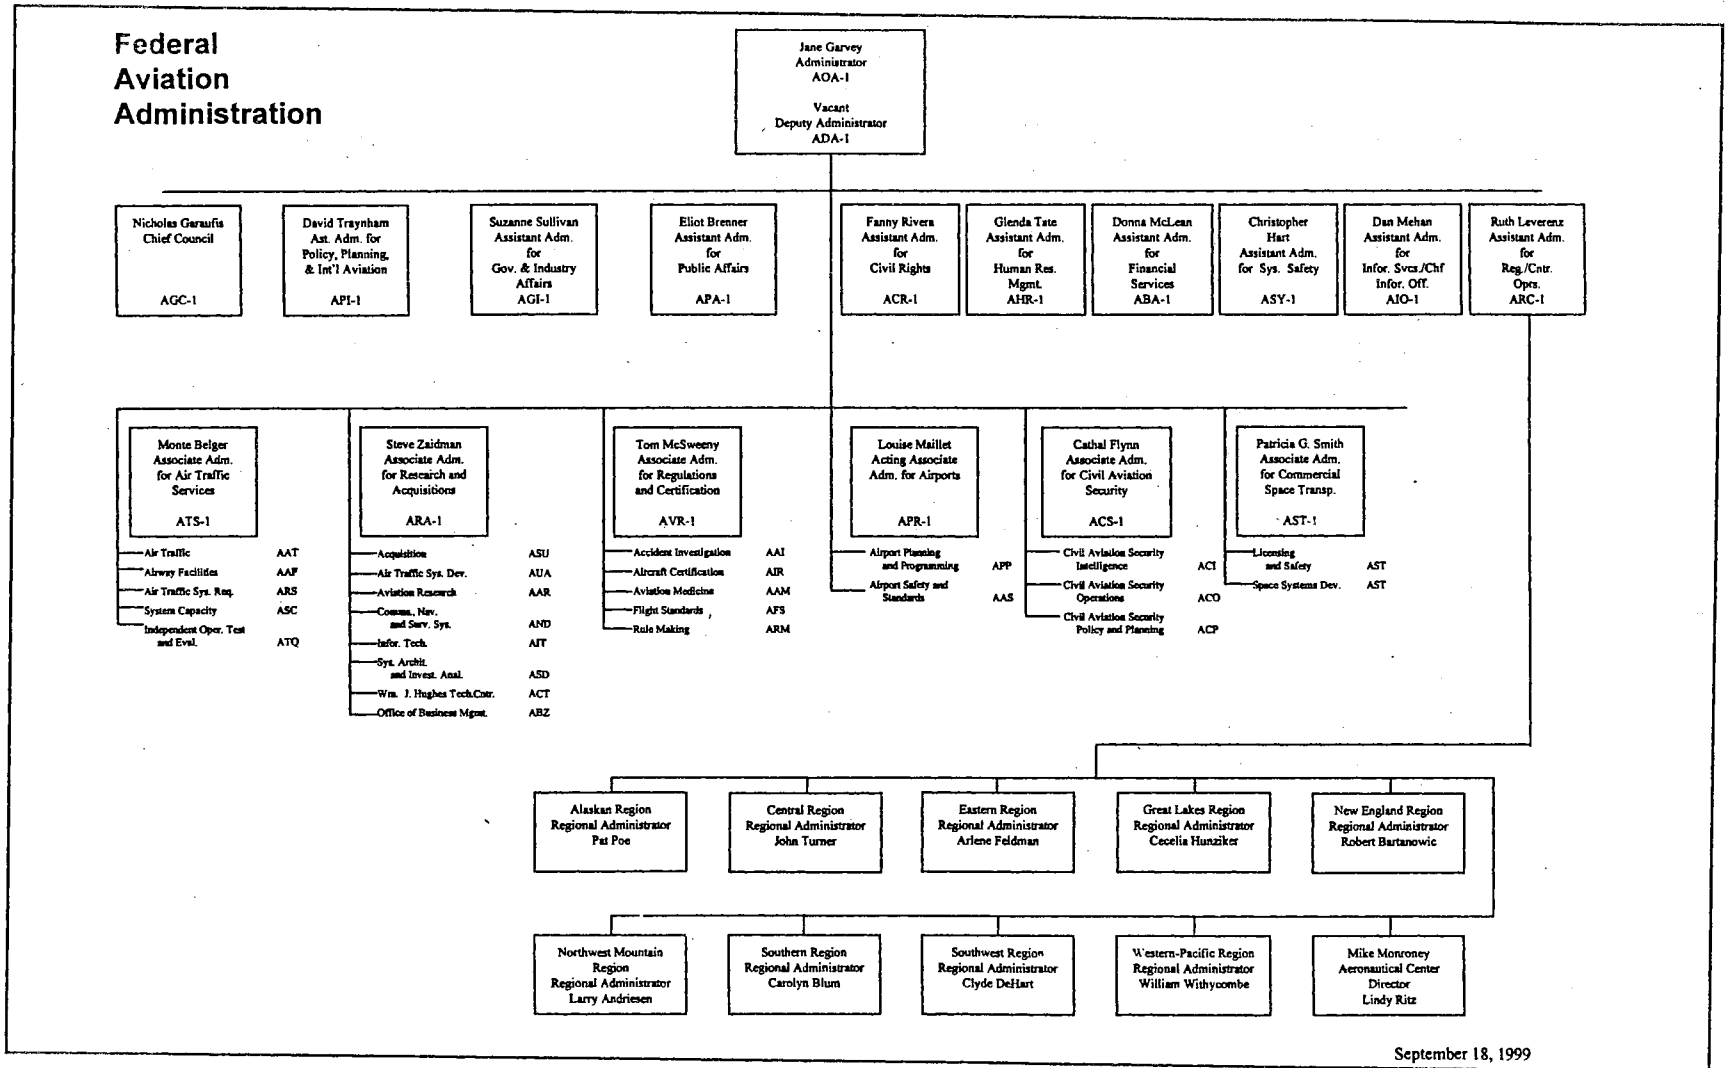 Federal
Aviation
Administration
Jane Garvey
Administrator
AOA-1
Vacant
Deputy Administrator
ADA-1
Nicholas Garaufis
Chief Council
AGC-1
David Traynham
Ast. Adm. for
Policy, Planning,
& Int'l Aviation
API-1
Suzanne Sullivan
Assistant Adm.
for
Gov. & Industry
Affairs
AGI-1
Eliot Brenner
Assistant Adm.
for
Public Affairs
APA-1
Fanny Rivera
Assistant Adm.
for
Civil Rights
ACR-1
Glenda Tate
Assistant Adm.
for
Human Res.
Mgmt.
AHR-1
Donna McLean
Assistant Adm.
for
Financial
Services
ABA-1
Christopher
Hart
Assistant Adm.
for Sys. Safety
ASY-1
Dan Mehan
Assistant Adm.
for
Infor. Svcs./Chf
Infor. Off.
AIO-1
Ruth Leverenz
Assistant Adm.
for
Reg./Cntr.
Oprs.
ARC-1
Monte Belger
Associate Adm.
for Air Traffic
Services
ATS-1
Air Traffic AAT
Airway Facilities AAF
Air Traffic Sys. Req. ARS
System Capacity ASC
Independent Oper. Test
and Eval. ATQ
Steve Zaidman
Associate Adm.
for Research and
Acquisitions
ARA-1
Acquisition ASU
Air Traffic Sys. Dev. AUA
Aviation Research AAR
Comms., Nav.
and Surv. Sys. AND
Infor. Tech. AIT
Sys. Archit.
and Invest. Anal. ASD
Wm. J. Hughes Tech.Cntr. ACT
Office of Business Mgmt. ABZ
Tom McSweeny
Associate Adm.
for Regulations
and Certification
AVR-1
Accident Investigation AAI
Aircraft Certification AIR
Aviation Medicine AAM
Flight Standards AFS
Rule Making ARM
Louise Maillet
Acting Associate
Adm. for Airports
APR-1
Airport Planning
and Programming APP
Airport Safety and
Standards AAS
Cathal Flynn
Associate Adm.
for Civil Aviation
Security
ACS-1
Civil Aviation Security
Intelligence ACI
Civil Aviation Security
Operations ACO
Civil Aviation Security
Policy and Planning ACP
Patricia G. Smith
Associate Adm.
for Commercial
Space Transp.
AST-1
Licensing
and Safety AST
Space Systems Dev. AST
Alaskan Region
Regional Administrator
Pat Poe
Central Region
Regional Administrator
John Turner
Eastern Region
Regional Administrator
Arlene Feldman
Great Lakes Region
Regional Administrator
Cecelia Hunziker
New England Region
Regional Administrator
Robert Bartanowic
Northwest Mountain
Region
Regional Administrator
Larry Andriesen
Southern Region
Regional Administrator
Carolyn Blum
Southwest Region
Regional Administrator
Clyde DeHart
Western-Pacific Region
Regional Administrator
William Withycombe
Mike Monroney
Aeronautical Center
Director
Lindy Ritz
September 18, 1999